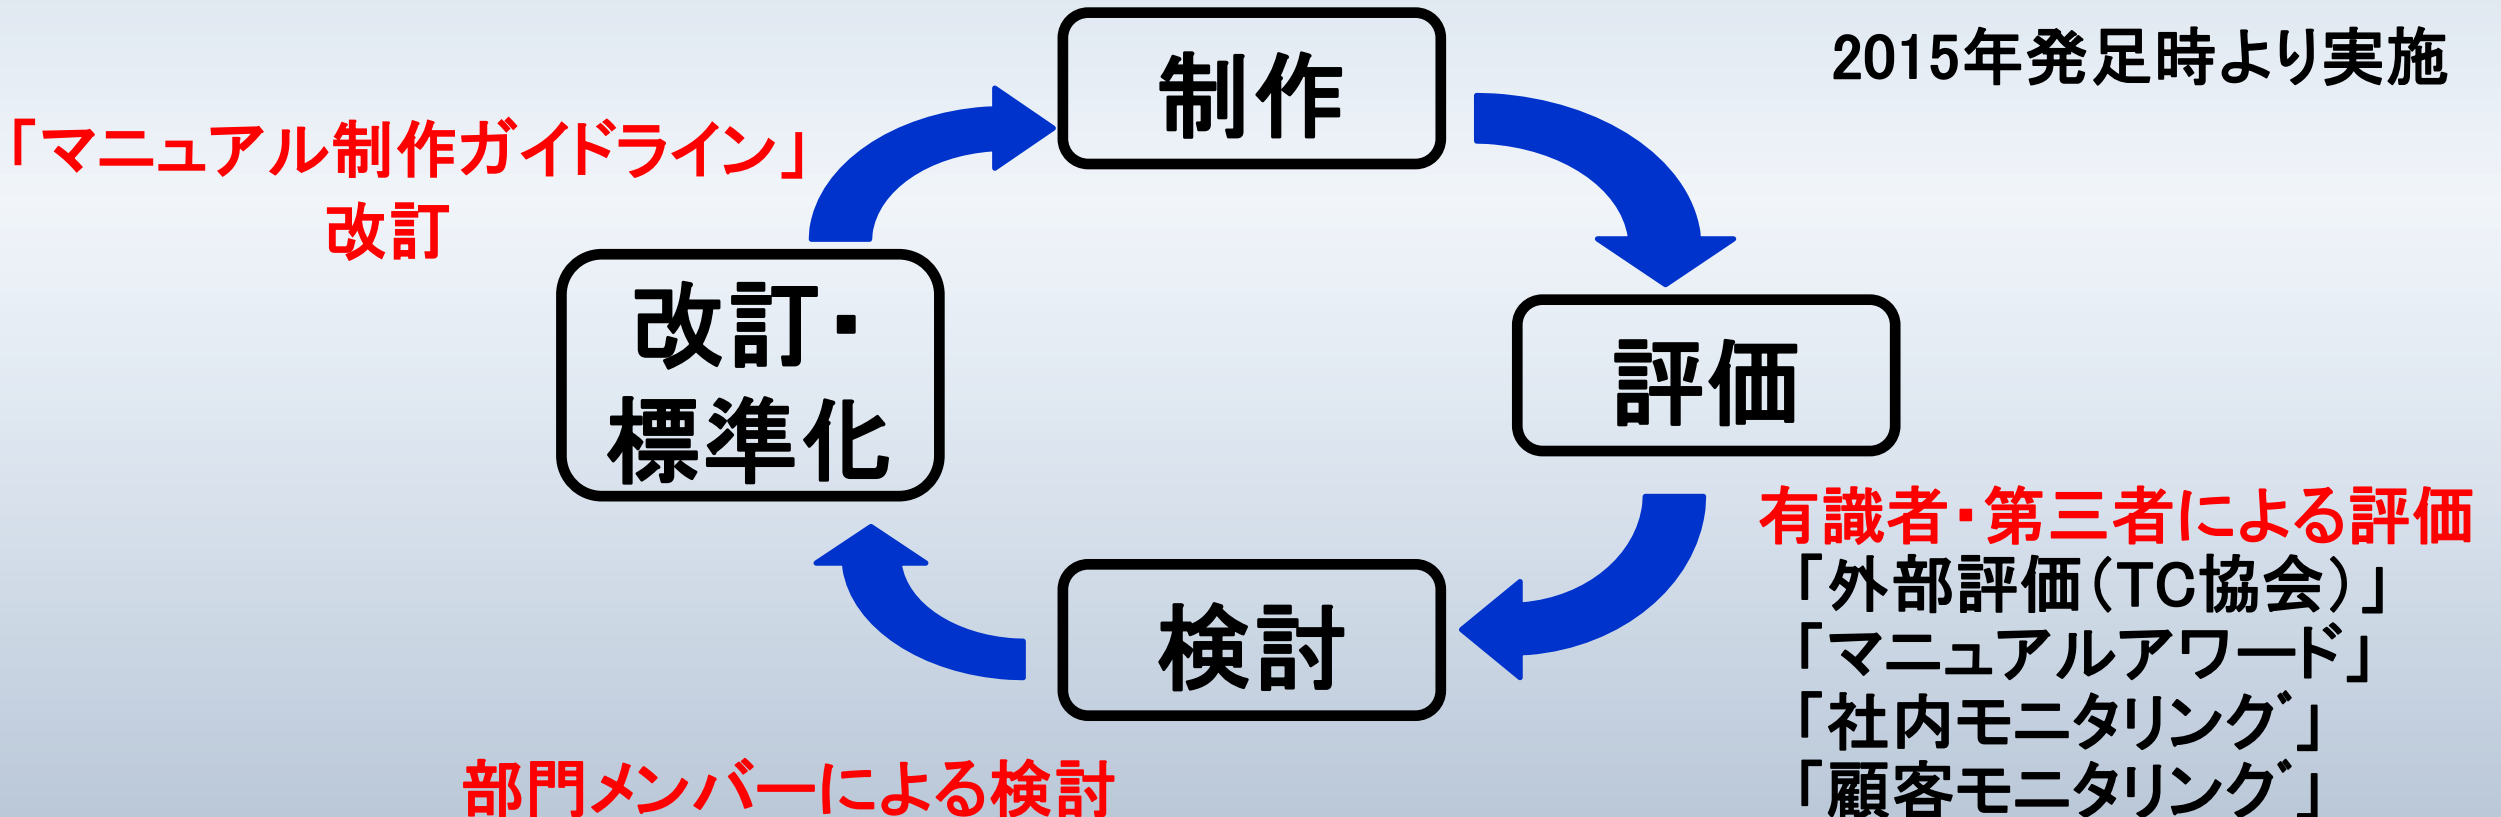 制作
2015年発足時より実施
「マニュアル制作ガイドライン」
改訂
改訂・
標準化
評価
有識者・第三者による評価
「外部評価(TC協会)」
「マニュアルアワード」
「社内モニタリング」
「顧客モニタリング」
検討
部門メンバーによる検討